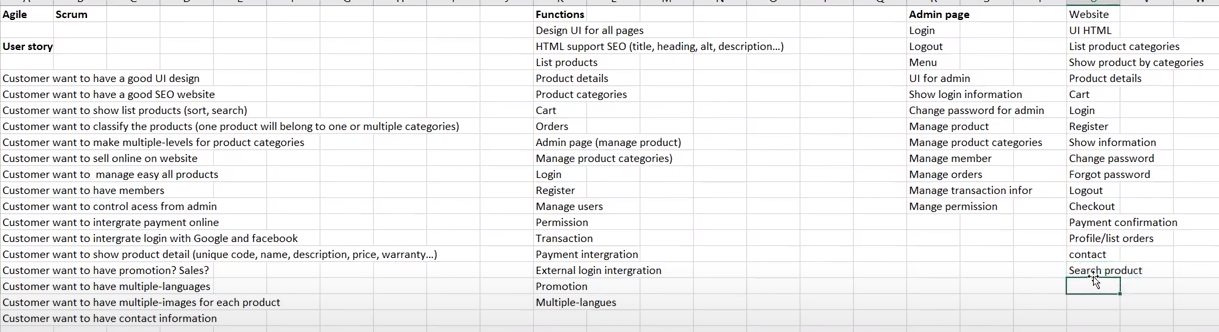 Agile Scrum
User story
Customer want to have a good UI design
Customer want to have a good SEO website
Customer want to show list products (sort, search)
Customer want to classify the products (one product will belong to one or multiple categories)
Customer want to make multiple-levels for product categories
Customer want to sell online on website
Customer want to  manage easy all products
Customer want to have members
Customer want to control acess from admin
Customer want to intergrate payment online
Customer want to intergrate login with Google and facebook
Customer want to show product detail (unique code, name, description, price, warranty...)
Customer want to have promotion? Sales?
Customer want to have multiple-languages
Customer want to have multiple-images for each product
Customer want to have contact information
Functions
Design UI for all pages
HTML support SEO (title, heading, alt, description...)
List products
Product details
Product categories
Cart
Orders
Admin page (manage product)
Manage product categories)
Login
Register
Manage users
Permission
Transaction
Payment intergration
External login intergration
Promotion
Multiple-langues
Admin page
Login
Logout
Menu
UI for admin
Show login information
Change password for admin
Manage product
Manage product categories
Manage member
Manage orders
Manage transaction infor
Mange permission
Website
UI HTML
List product categories
Show product by categories
Product details
Cart
Login
Register
Show information
Change password
Forgot password
Logout
Checkout
Payment confirmation
Profile/list orders
contact
Search product